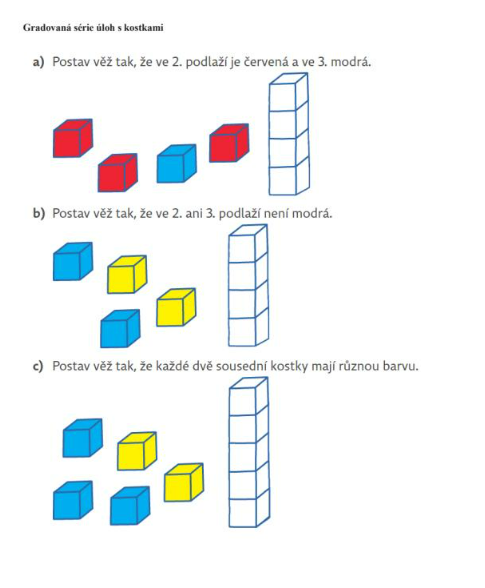 Gradovaná série úloh s kostkami
a) Postav věž tak, že ve 2. podlaží je červená a ve 3. modrá.
b) Postav věž tak, že ve 2. ani 3. podlaží není modrá.
c) Postav věž tak, že každé dvě sousední kostky mají různou barvu.